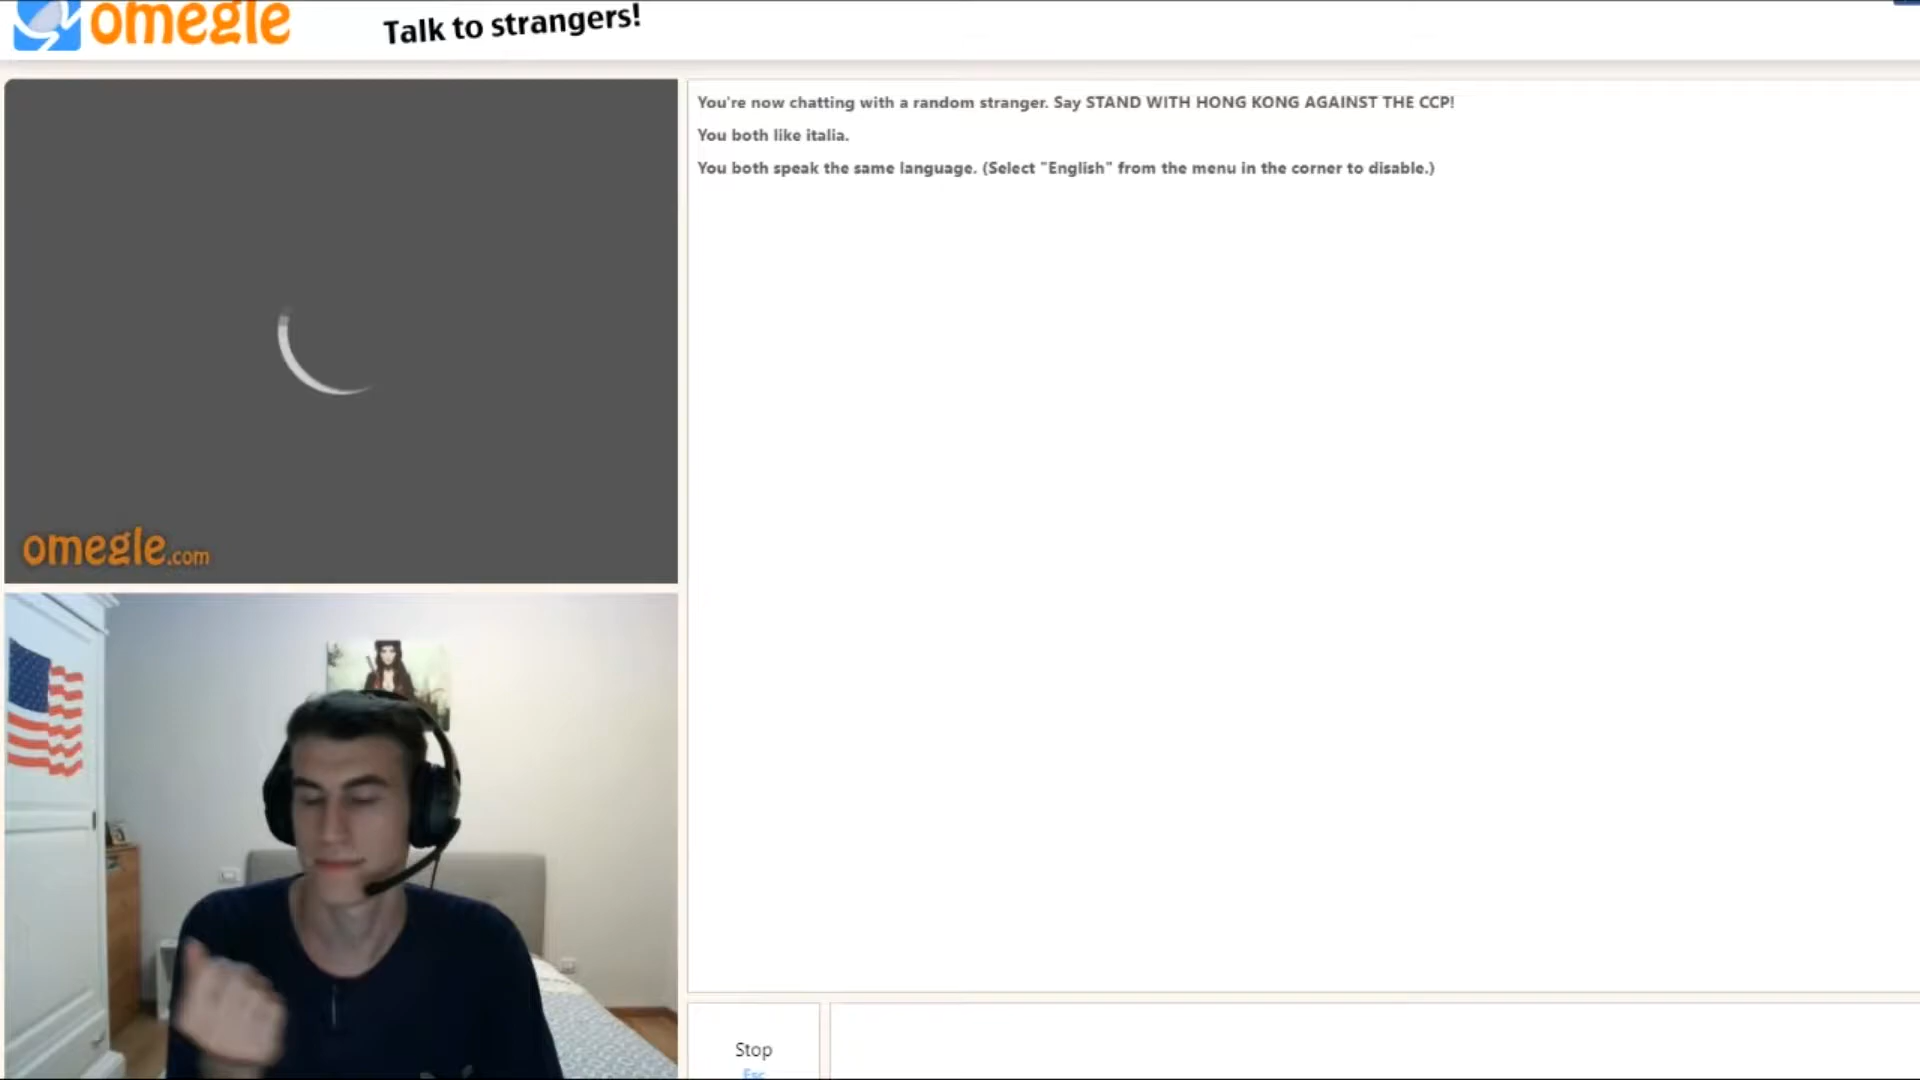 omegle
Talk to strangers!
You're now chatting with a random stranger. Say STAND WITH HONG KONG AGAINST THE CCP!
You both like italia.
You both speak the same language. (Select "English" from the menu in the corner to disable.)
omegle.com
Stop
Esc